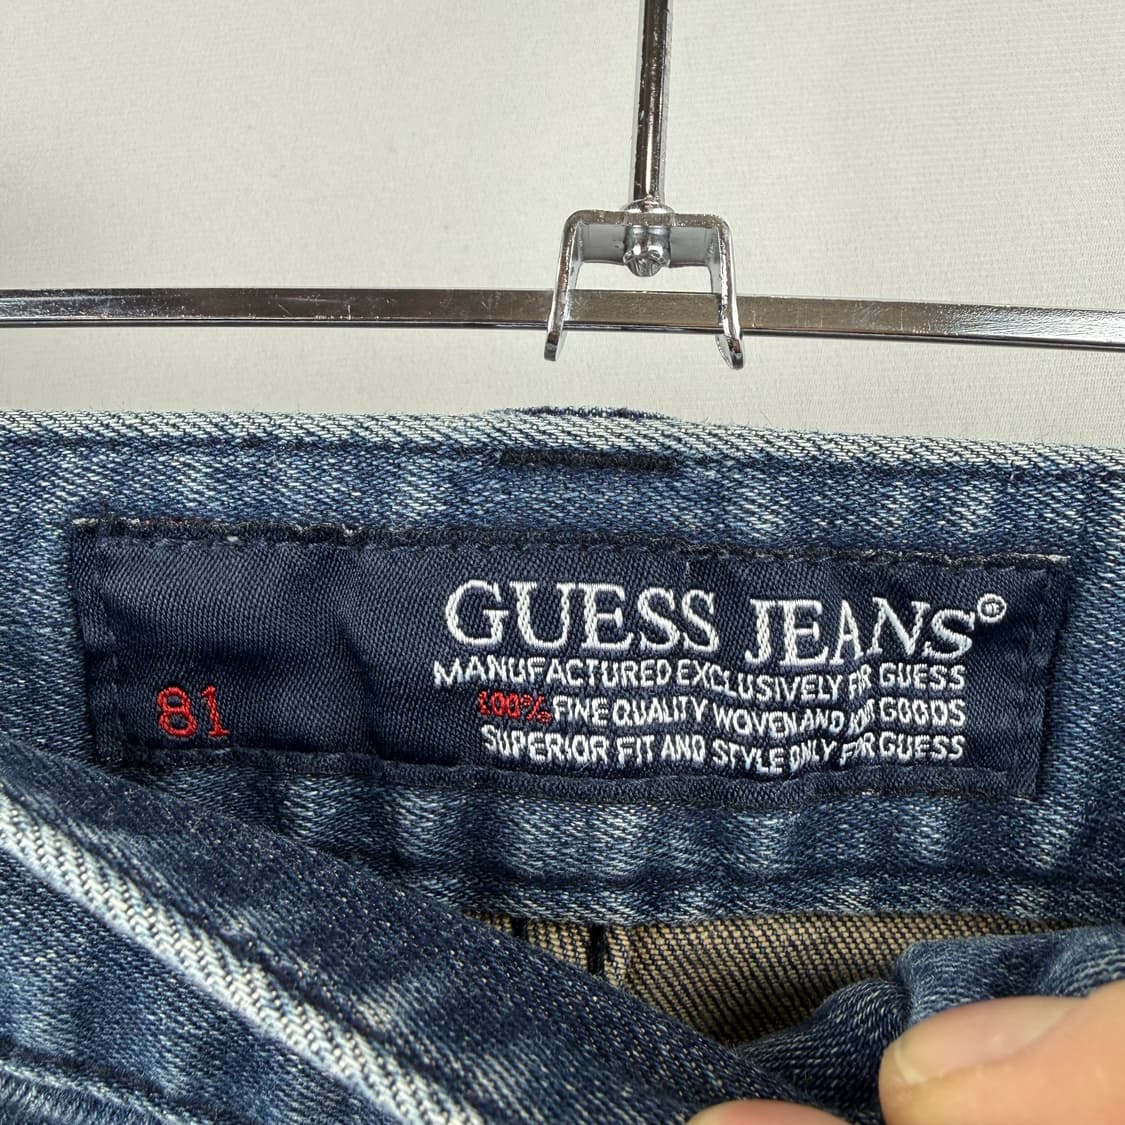 GUESS JEANS®
MANUFACTURED EXCLUSIVELY FOR GUESS
100% FINE QUALITY WOVEN AND KNIT GOODS
SUPERIOR FIT AND STYLE ONLY FOR GUESS
81